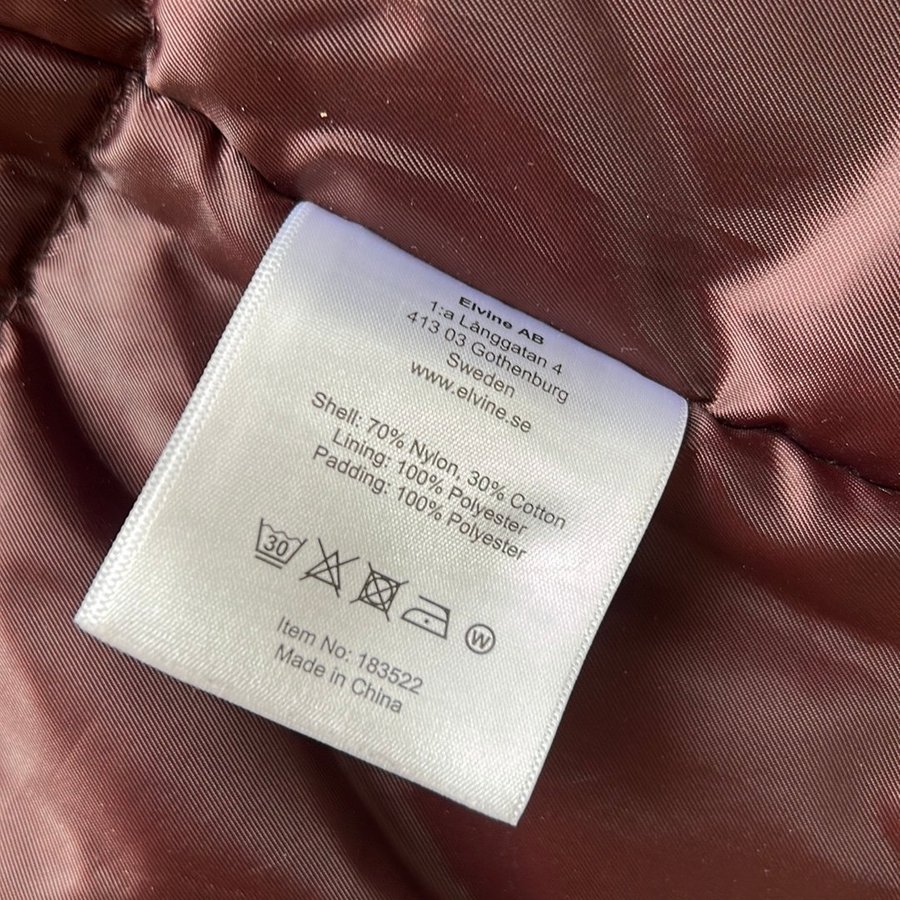 Elvine AB
1:a Långgatan 4
413 03 Gothenburg
Sweden
www.elvine.se
Shell: 70% Nylon, 30% Cotton
Lining: 100% Polyester
Padding: 100% Polyester
30 W
Item No: 183522
Made in China